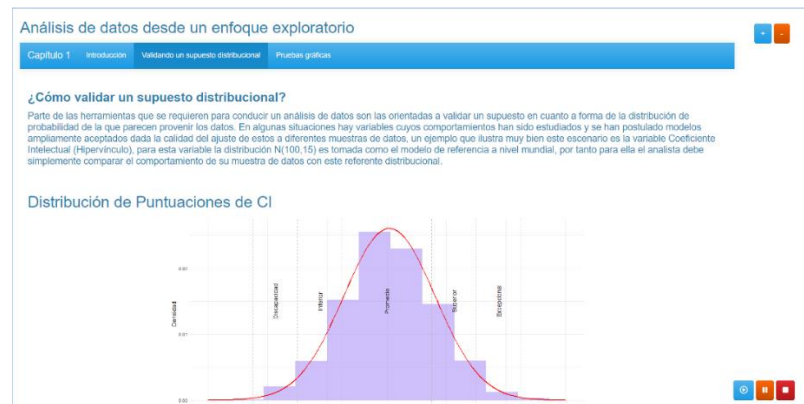 Análisis de datos desde un enfoque exploratorio
+ -
Capítulo 1 Introducción Validando un supuesto distribucional Pruebas gráficas
¿Cómo validar un supuesto distribucional?
Parte de las herramientas que se requieren para conducir un análisis de datos son las orientadas a validar un supuesto en cuanto a forma de la distribución de
probabilidad de la que parecen provenir los datos. En algunas situaciones hay variables cuyos comportamientos han sido estudiados y se han postulado modelos
ampliamente aceptados dada la calidad del ajuste de estos a diferentes muestras de datos, un ejemplo que ilustra muy bien este escenario es la variable Coeficiente
Intelectual (Hipervínculo), para esta variable la distribución N(100,15) es tomada como el modelo de referencia a nivel mundial, por tanto para ella el analista debe
simplemente comparar el comportamiento de su muestra de datos con este referente distribucional.
Distribución de Puntuaciones de CI
Densidad
0.01
0.00
Discapacidad
Inferior
Promedio
Superior
Excepcional